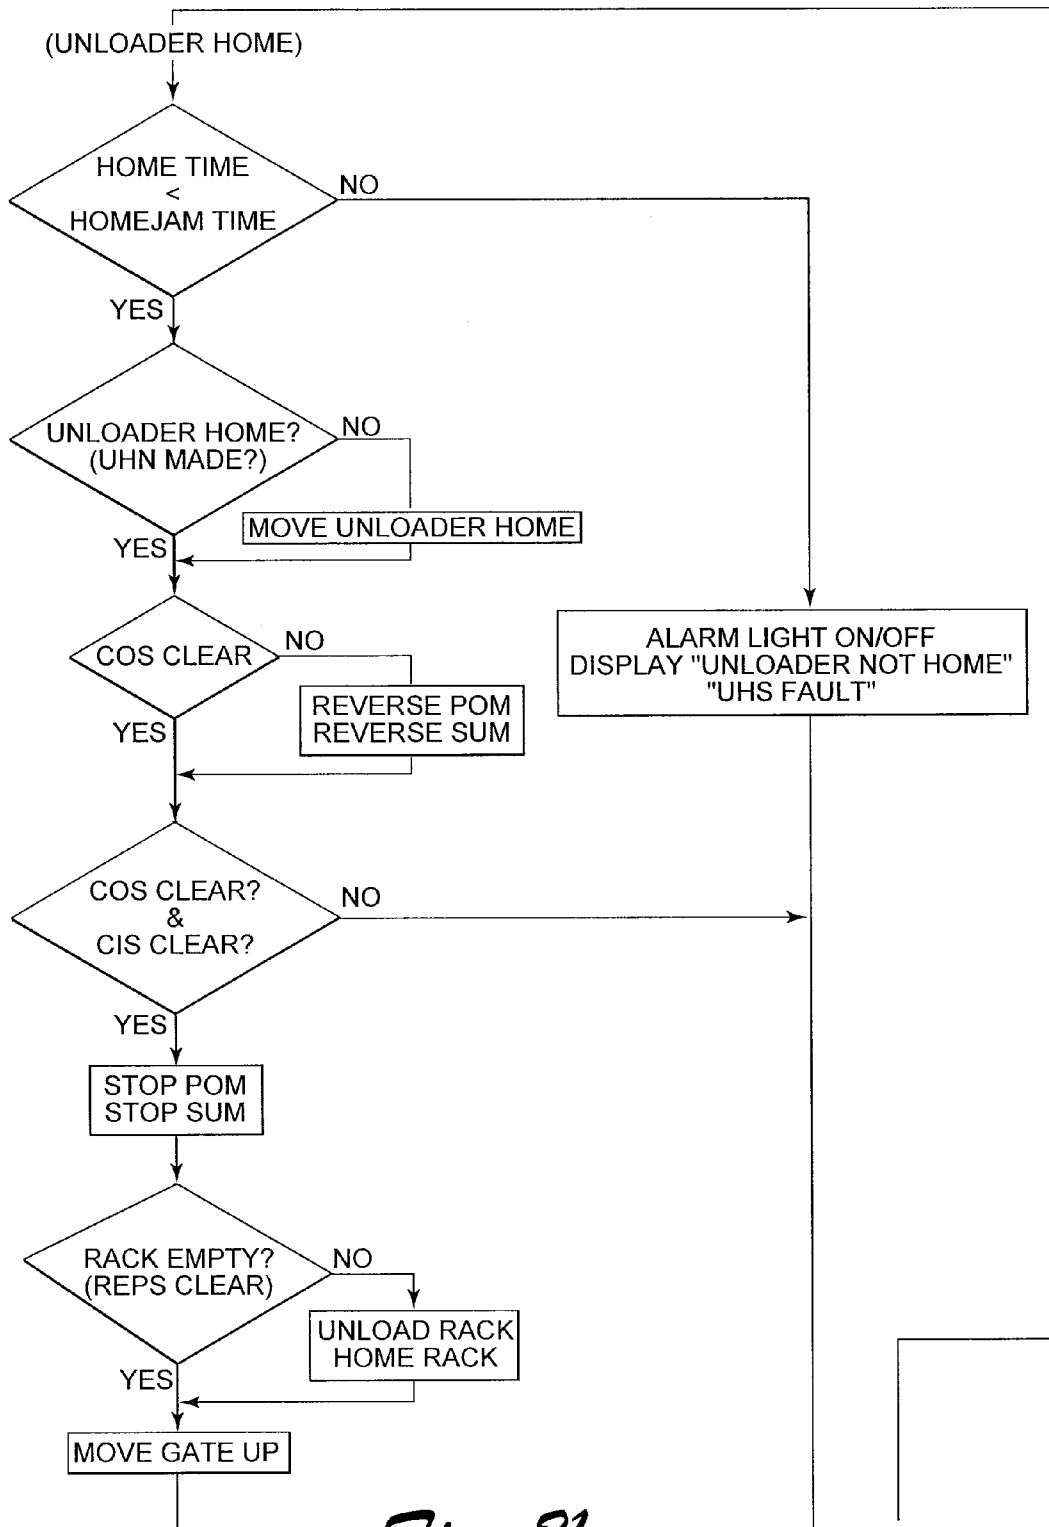 (UNLOADER HOME)
HOME TIME
<
HOMEJAM TIME
NO
YES
UNLOADER HOME?
(UHN MADE?)
NO
MOVE UNLOADER HOME
YES
COS CLEAR
NO
REVERSE POM
REVERSE SUM
YES
ALARM LIGHT ON/OFF
DISPLAY "UNLOADER NOT HOME"
"UHS FAULT"
COS CLEAR?
&
CIS CLEAR?
NO
YES
STOP POM
STOP SUM
RACK EMPTY?
(REPS CLEAR)
NO
UNLOAD RACK
HOME RACK
YES
MOVE GATE UP